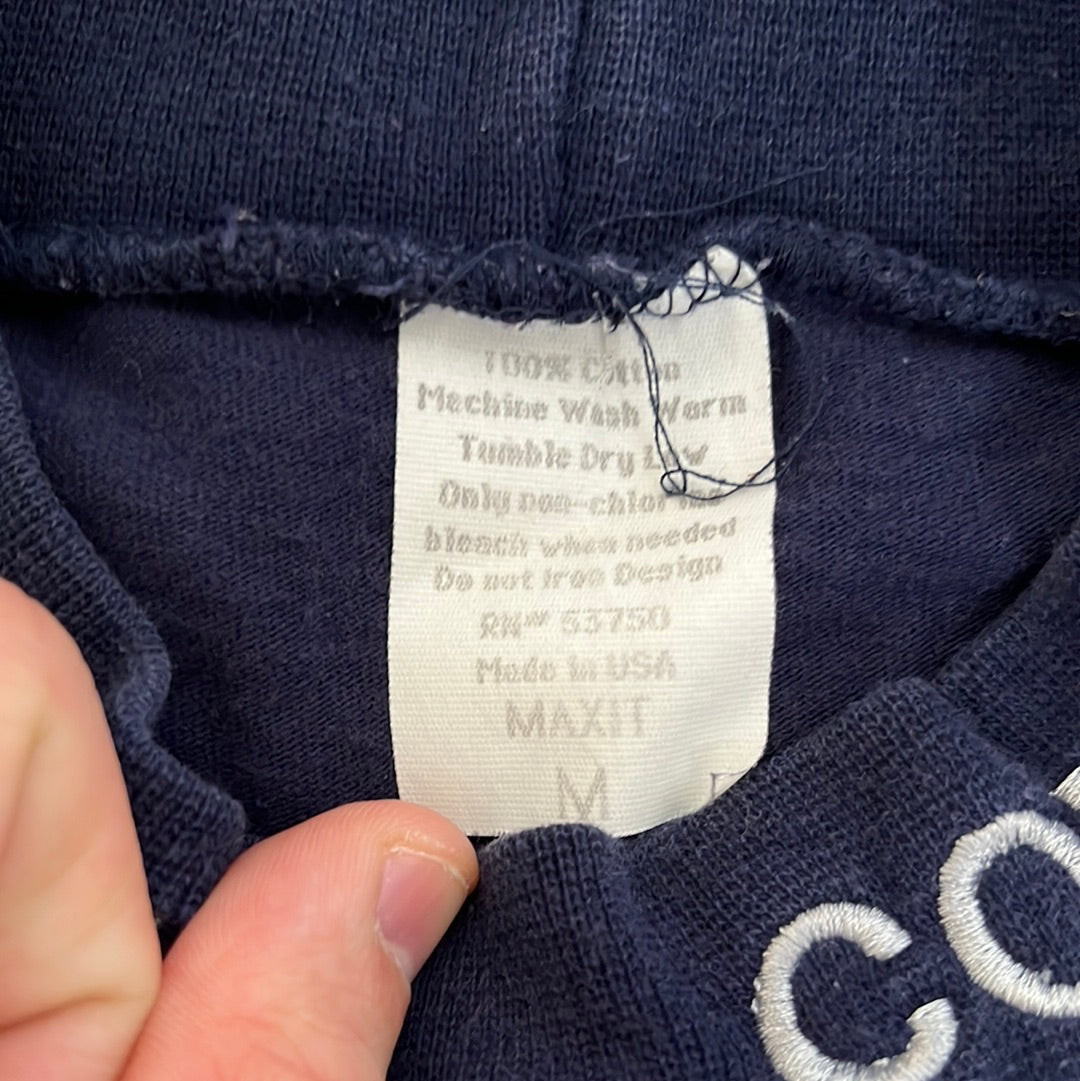 100% Cotton
Machine Wash Warm
Tumble Dry Low
Only non-chlorine
bleach when needed
Do not Iron Design
RN# 53750
Made in USA
MAXIT
M
CO
C